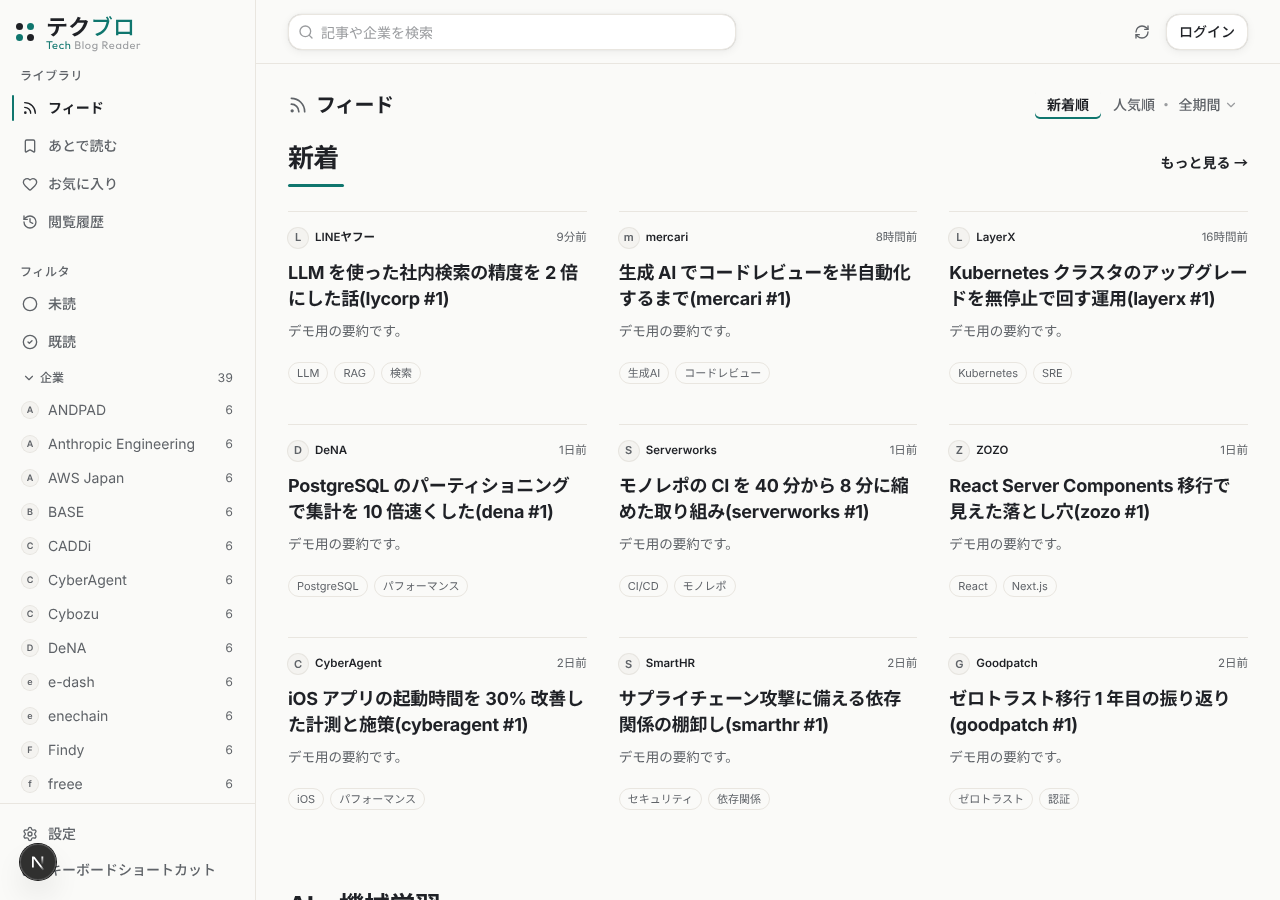 テクブロ
Tech Blog Reader
ライブラリ
フィード
あとで読む
お気に入り
閲覧履歴
フィルタ
未読
既読
企業 39
A ANDPAD 6
A Anthropic Engineering 6
A AWS Japan 6
B BASE 6
C CADDi 6
C CyberAgent 6
C Cybozu 6
D DeNA 6
e e-dash 6
e enechain 6
F Findy 6
f freee 6
設定
N
キーボードショートカット
記事や企業を検索
ログイン
フィード
新着順 人気順 • 全期間
新着
もっと見る →
L LINEヤフー 9分前
LLM を使った社内検索の精度を 2 倍
にした話(lycorp #1)
デモ用の要約です。
LLM RAG 検索
m mercari 8時間前
生成 AI でコードレビューを半自動化
するまで(mercari #1)
デモ用の要約です。
生成AI コードレビュー
L LayerX 16時間前
Kubernetes クラスタのアップグレー
ドを無停止で回す運用(layerx #1)
デモ用の要約です。
Kubernetes SRE
D DeNA 1日前
PostgreSQL のパーティショニング
で集計を 10 倍速くした(dena #1)
デモ用の要約です。
PostgreSQL パフォーマンス
S Serverworks 1日前
モノレポの CI を 40 分から 8 分に縮
めた取り組み(serverworks #1)
デモ用の要約です。
CI/CD モノレポ
Z ZOZO 1日前
React Server Components 移行で
見えた落とし穴(zozo #1)
デモ用の要約です。
React Next.js
C CyberAgent 2日前
iOS アプリの起動時間を 30% 改善し
た計測と施策(cyberagent #1)
デモ用の要約です。
iOS パフォーマンス
S SmartHR 2日前
サプライチェーン攻撃に備える依存
関係の棚卸し(smarthr #1)
デモ用の要約です。
セキュリティ 依存関係
G Goodpatch 2日前
ゼロトラスト移行 1 年目の振り返り
(goodpatch #1)
デモ用の要約です。
ゼロトラスト 認証